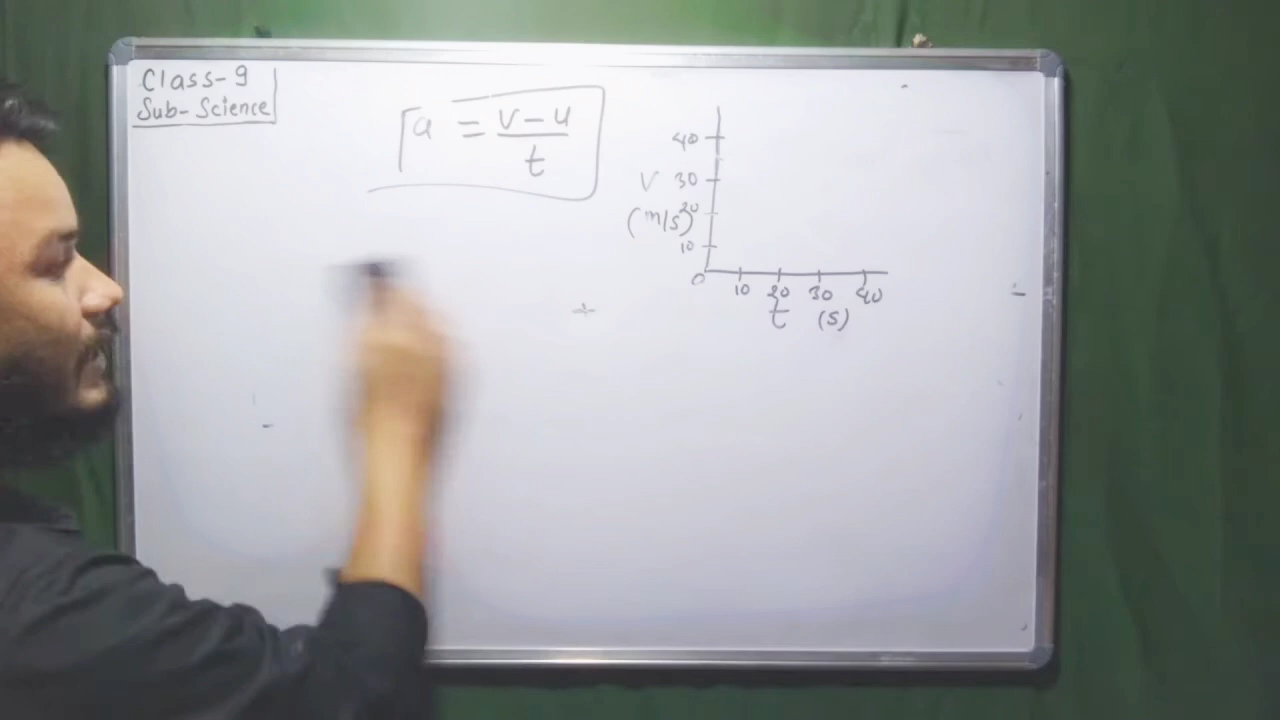 Class-9
Sub-Science
a = v-u
t
40
V 30
20
(m/s)
10
0
10 20 30 40
t (s)